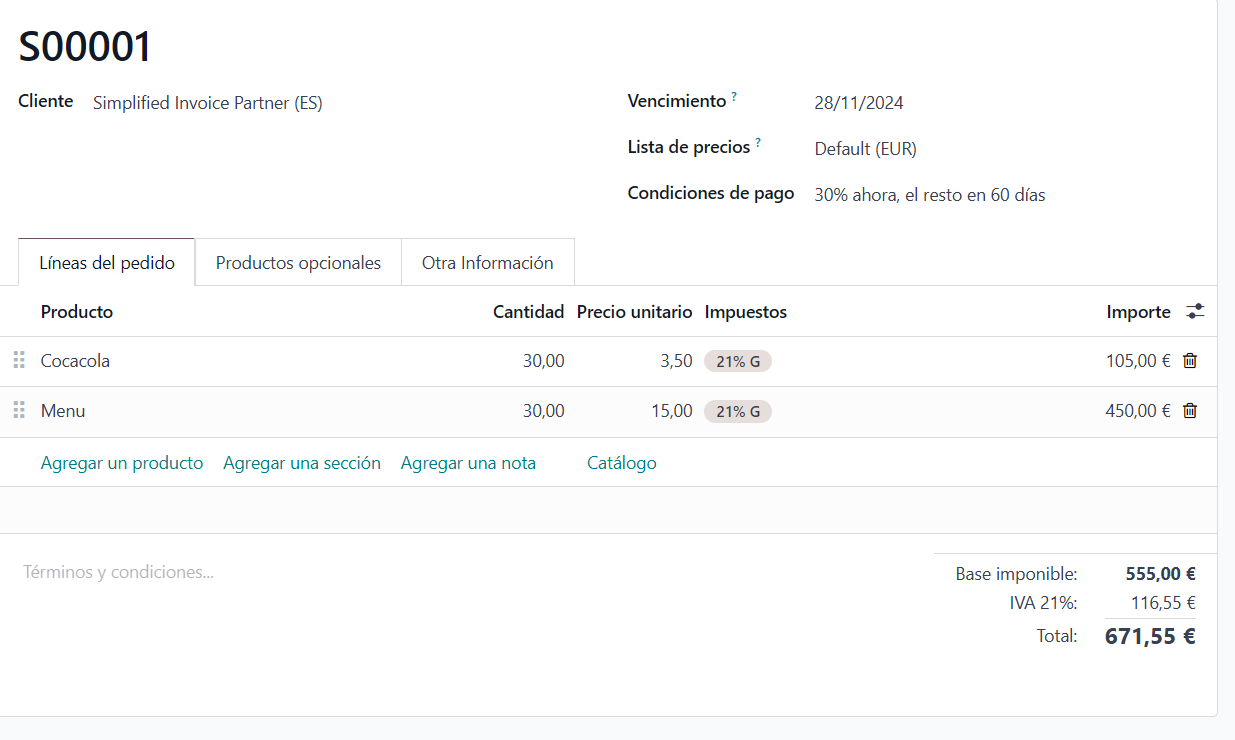 S00001
Cliente Simplified Invoice Partner (ES)
Vencimiento ? 28/11/2024
Lista de precios ? Default (EUR)
Condiciones de pago 30% ahora, el resto en 60 días
Líneas del pedido Productos opcionales Otra Información
Producto Cantidad Precio unitario Impuestos Importe
Cocacola 30,00 3,50 21% G 105,00 €
Menu 30,00 15,00 21% G 450,00 €
Agregar un producto Agregar una sección Agregar una nota Catálogo
Términos y condiciones...
Base imponible: 555,00 €
IVA 21%: 116,55 €
Total: 671,55 €